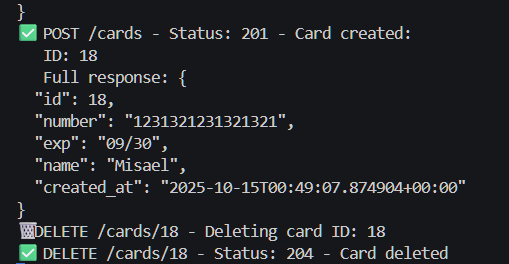 }
✅ POST /cards - Status: 201 - Card created:
   ID: 18
   Full response: {
  "id": 18,
  "number": "1231321231321321",
  "exp": "09/30",
  "name": "Misael",
  "created_at": "2025-10-15T00:49:07.874904+00:00"
}
🗑️DELETE /cards/18 - Deleting card ID: 18
✅ DELETE /cards/18 - Status: 204 - Card deleted